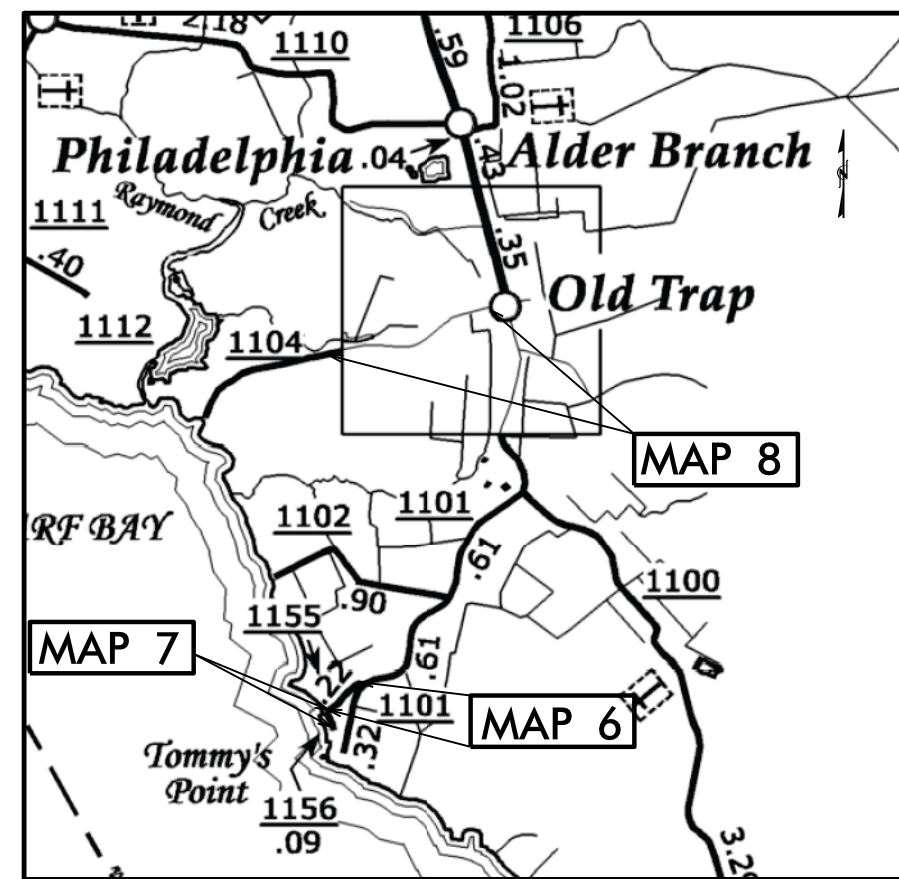 2.18
1110
.59
1106
1.02
Philadelphia
.04
.43
Alder Branch
Raymond
Creek
1111
.40
.35
Old Trap
1112
1104
MAP 8
1102
1101
RF BAY
.61
.90
1100
1155
MAP 7
.22
.61
1101
MAP 6
.32
Tommy's
Point
1156
.09